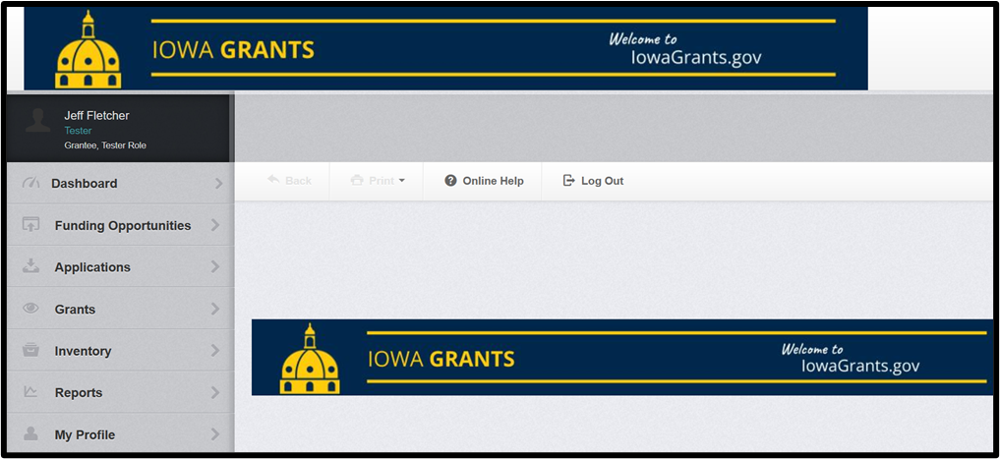 IOWA GRANTS
Welcome to
IowaGrants.gov
Jeff Fletcher
Tester
Grantee, Tester Role
Dashboard
Back
Print
Online Help
Log Out
Funding Opportunities
Applications
Grants
Inventory
Reports
My Profile
IOWA GRANTS
Welcome to
IowaGrants.gov